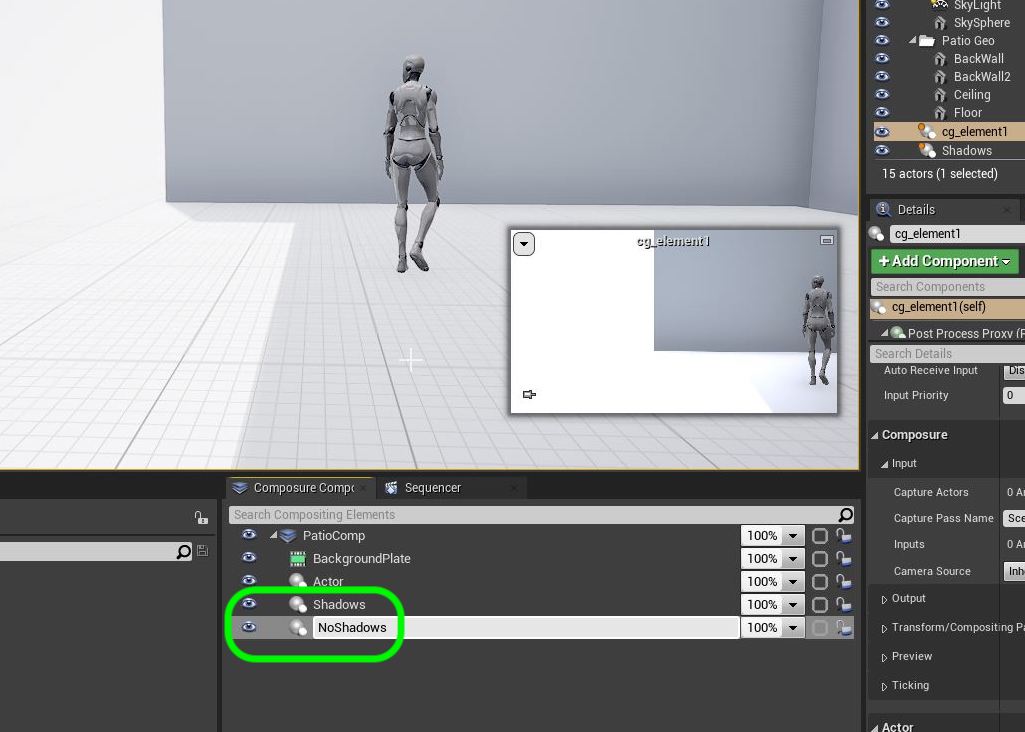 SkyLight
SkySphere
Patio Geo
BackWall
BackWall2
Ceiling
Floor
cg_element1
Shadows
15 actors (1 selected)
Details
cg_element1
+ Add Component
Search Components
cg_element1(self)
Post Process Proxy (R
Search Details
Auto Receive Input Dis
Input Priority 0
Composure
Input
Capture Actors 0 Ar
Capture Pass Name Sce
Inputs 0 Ar
Camera Source Inh
Output
Transform/Compositing Pa
Preview
Ticking
Actor
cg_element1
Composure Compo
Sequencer
Search Compositing Elements
PatioComp 100%
BackgroundPlate 100%
Actor 100%
Shadows 100%
NoShadows 100%